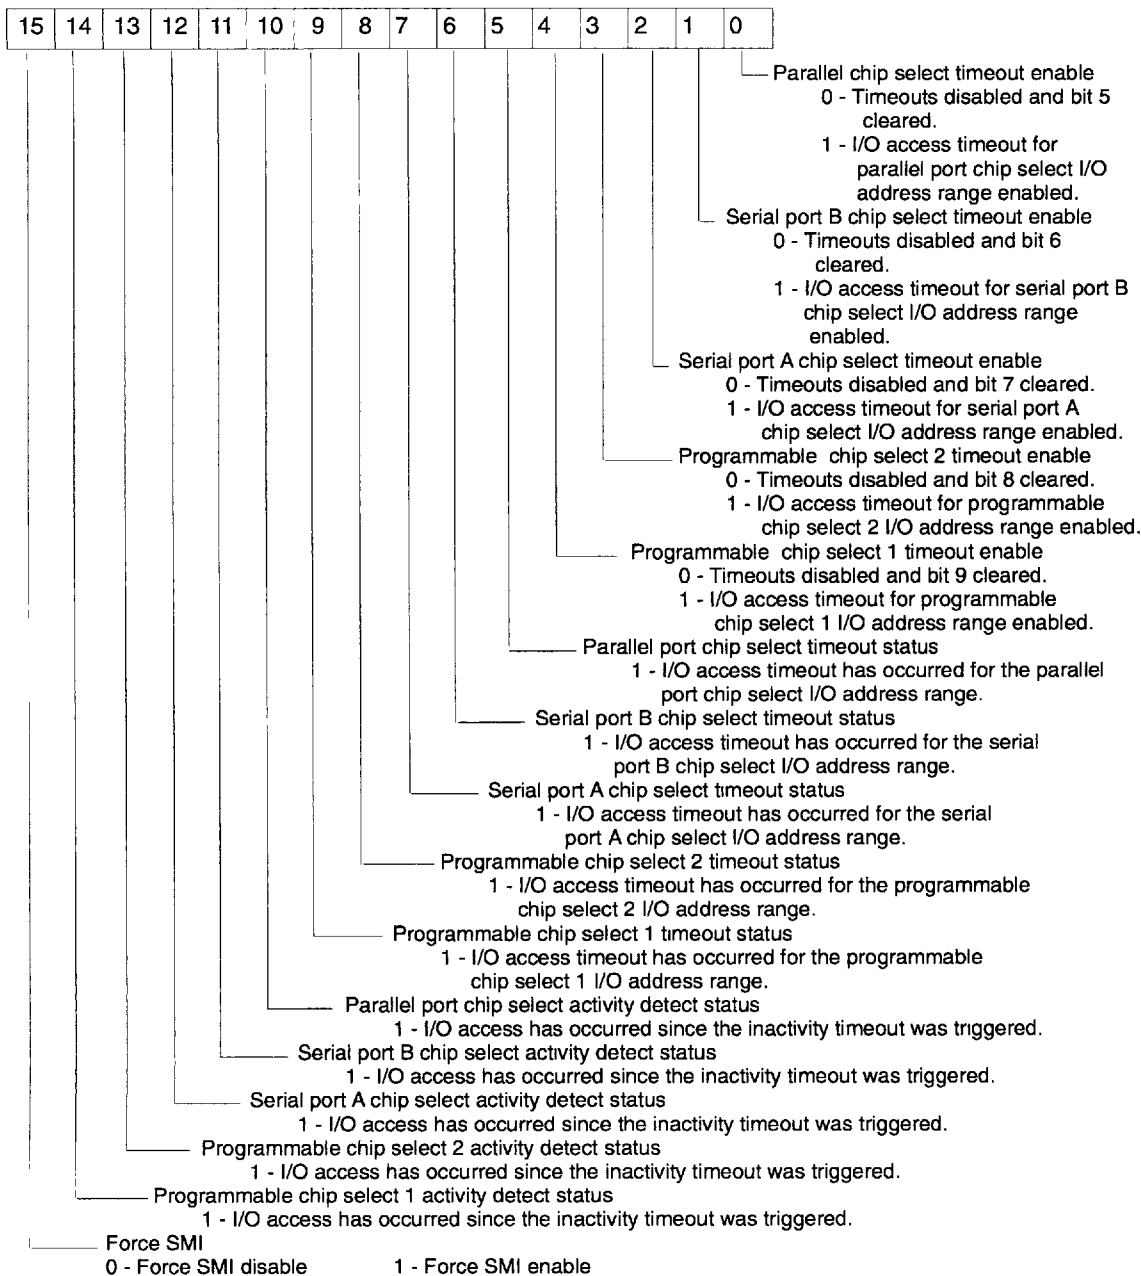 15 14 13 12 11 10 9 8 7 6 5 4 3 2 1 0
Parallel chip select timeout enable
0 - Timeouts disabled and bit 5
cleared.
1 - I/O access timeout for
parallel port chip select I/O
address range enabled.
Serial port B chip select timeout enable
0 - Timeouts disabled and bit 6
cleared.
1 - I/O access timeout for serial port B
chip select I/O address range
enabled.
Serial port A chip select timeout enable
0 - Timeouts disabled and bit 7 cleared.
1 - I/O access timeout for serial port A
chip select I/O address range enabled.
Programmable chip select 2 timeout enable
0 - Timeouts disabled and bit 8 cleared.
1 - I/O access timeout for programmable
chip select 2 I/O address range enabled.
Programmable chip select 1 timeout enable
0 - Timeouts disabled and bit 9 cleared.
1 - I/O access timeout for programmable
chip select 1 I/O address range enabled.
Parallel port chip select timeout status
1 - I/O access timeout has occurred for the parallel
port chip select I/O address range.
Serial port B chip select timeout status
1 - I/O access timeout has occurred for the serial
port B chip select I/O address range.
Serial port A chip select timeout status
1 - I/O access timeout has occurred for the serial
port A chip select I/O address range.
Programmable chip select 2 timeout status
1 - I/O access timeout has occurred for the programmable
chip select 2 I/O address range.
Programmable chip select 1 timeout status
1 - I/O access timeout has occurred for the programmable
chip select 1 I/O address range.
Parallel port chip select activity detect status
1 - I/O access has occurred since the inactivity timeout was triggered.
Serial port B chip select activity detect status
1 - I/O access has occurred since the inactivity timeout was triggered.
Serial port A chip select activity detect status
1 - I/O access has occurred since the inactivity timeout was triggered.
Programmable chip select 2 activity detect status
1 - I/O access has occurred since the inactivity timeout was triggered.
Programmable chip select 1 activity detect status
1 - I/O access has occurred since the inactivity timeout was triggered.
Force SMI
0 - Force SMI disable 1 - Force SMI enable